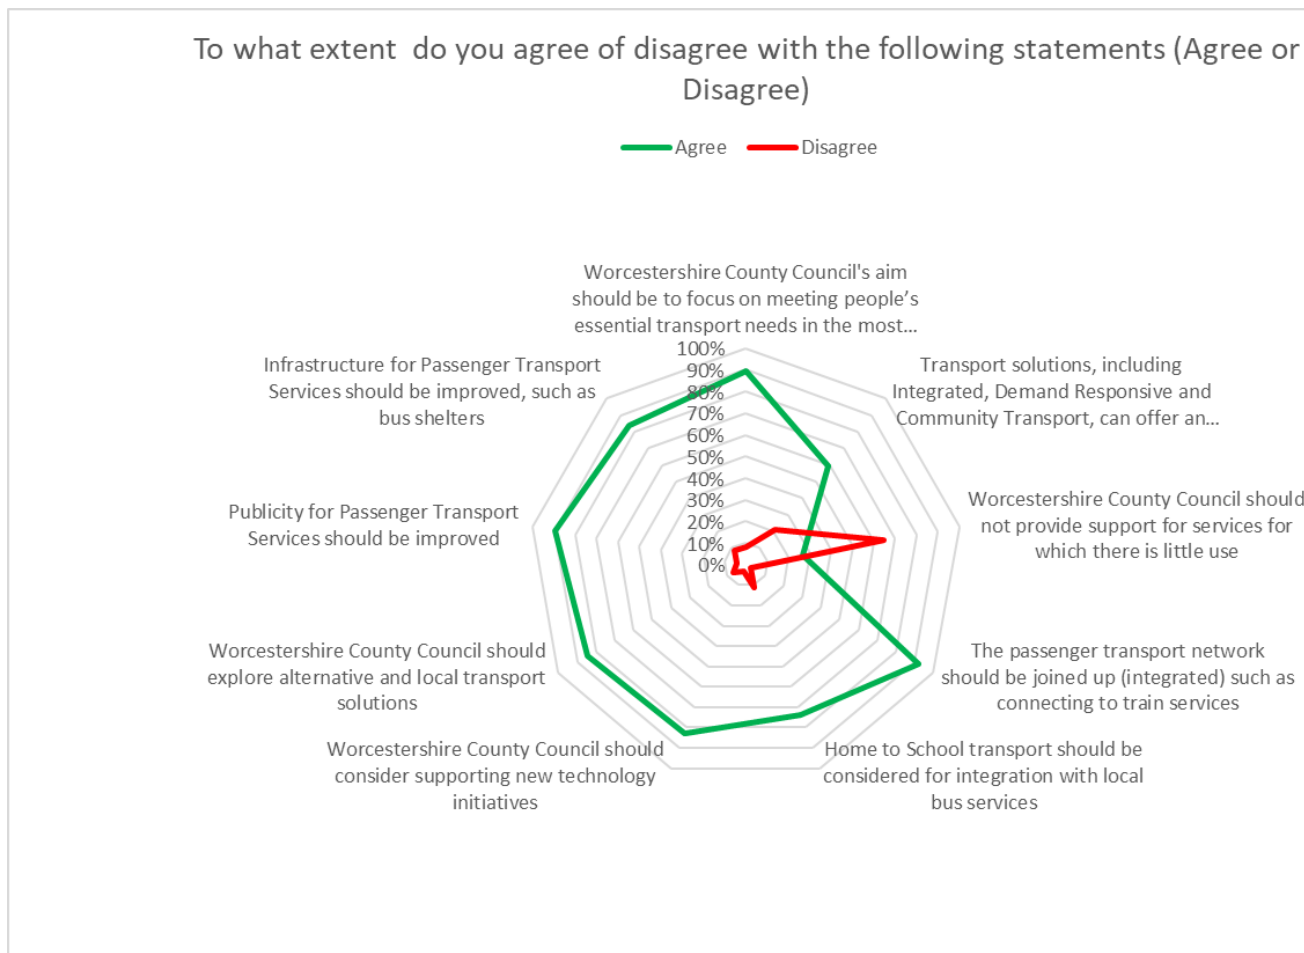 To what extent  do you agree of disagree with the following statements (Agree or
Disagree)
Agree
Disagree
Worcestershire County Council's aim
should be to focus on meeting people’s
essential transport needs in the most…
Transport solutions, including
Integrated, Demand Responsive and
Community Transport, can offer an…
Worcestershire County Council should
not provide support for services for
which there is little use
The passenger transport network
should be joined up (integrated) such as
connecting to train services
Home to School transport should be
considered for integration with local
bus services
Worcestershire County Council should
consider supporting new technology
initiatives
Worcestershire County Council should
explore alternative and local transport
solutions
Publicity for Passenger Transport
Services should be improved
Infrastructure for Passenger Transport
Services should be improved, such as
bus shelters
100%
90%
80%
70%
60%
50%
40%
30%
20%
10%
0%